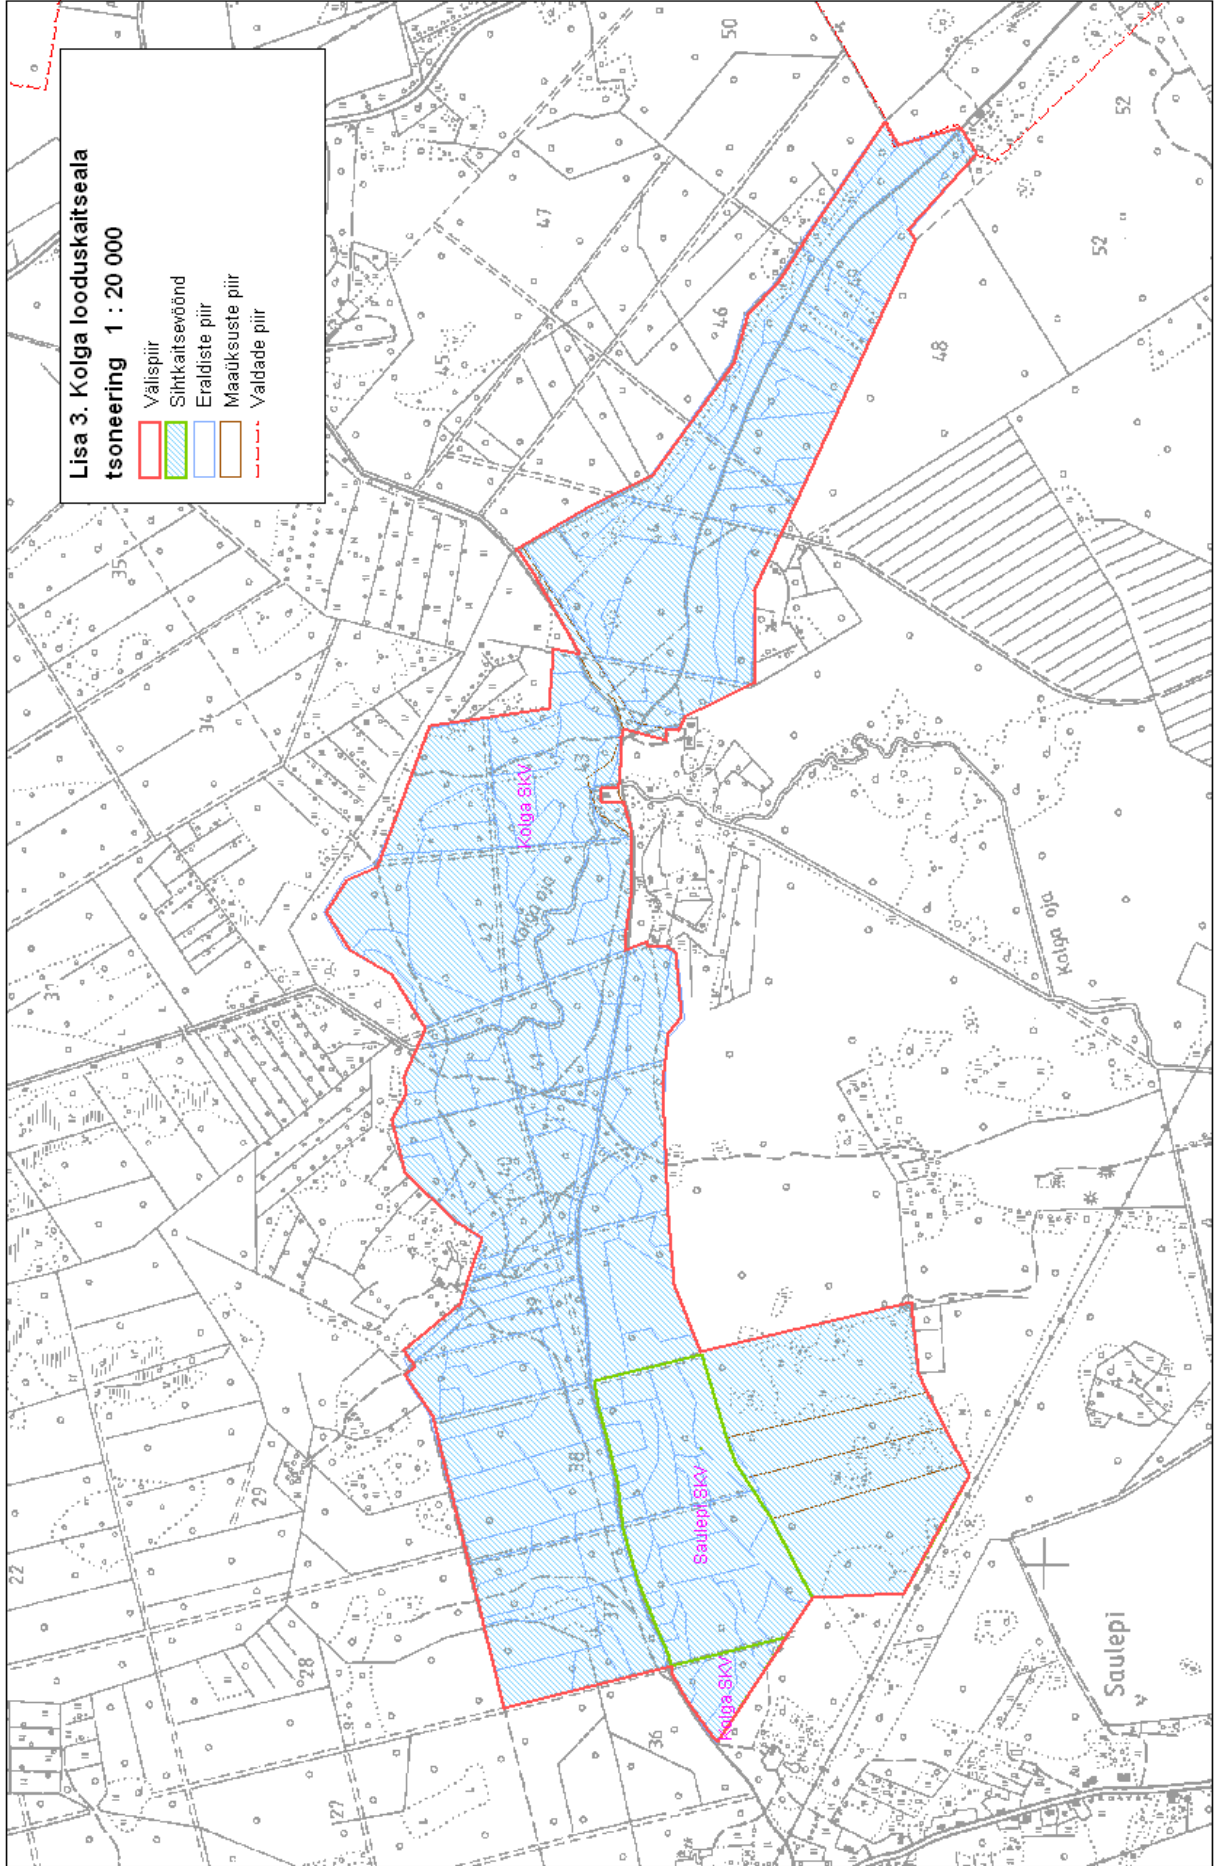 Lisa 3. Kolga looduskaitseala
tsoneering 1 : 20 000
Välispiir
Sihtkaitsevöönd
Eraldiste piir
Maaüksuste piir
Valdade piir
Kolga SKV
Saulepi SKV
Kolga SKV
Kolga oja
Kolga oja
Saulepi
22
29
28
27
31
34
35
36
37
38
39
40
41
42
43
45
46
47
48
50
52
52